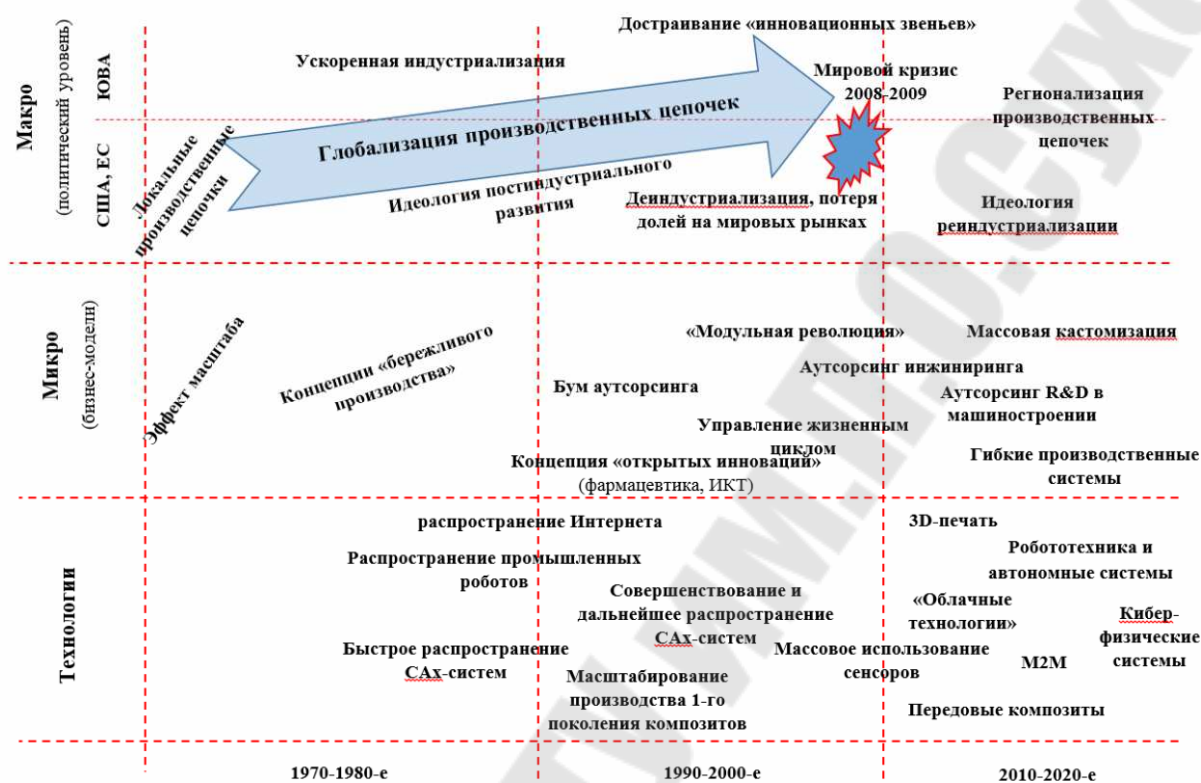 Макро
(политический уровень)
ЮВА
США, ЕС
Достраивание «инновационных звеньев»
Ускоренная индустриализация
Мировой кризис
2008-2009
Регионализация
производственных
цепочек
Локальные
производственные
цепочки
Глобализация производственных цепочек
Идеология постиндустриального
развития
Деиндустриализация, потеря
долей на мировых рынках
Идеология
реиндустриализации
Микро
(бизнес-модели)
Эффект масштаба
Концепции «бережливого
производства»
«Модульная революция»
Массовая кастомизация
Бум аутсорсинга
Аутсорсинг инжиниринга
Аутсорсинг R&D в
машиностроении
Управление жизненным
циклом
Концепция «открытых инноваций»
(фармацевтика, ИКТ)
Гибкие производственные
системы
Технологии
распространение Интернета
3D-печать
Распространение промышленных
роботов
Робототехника и
автономные системы
Совершенствование и
дальнейшее распространение
САх-систем
«Облачные
технологии»
Кибер-
физические
системы
Быстрое распространение
САх-систем
Массовое использование
сенсоров
M2M
Масштабирование
производства 1-го
поколения композитов
Передовые композиты
1970-1980-е
1990-2000-е
2010-2020-е